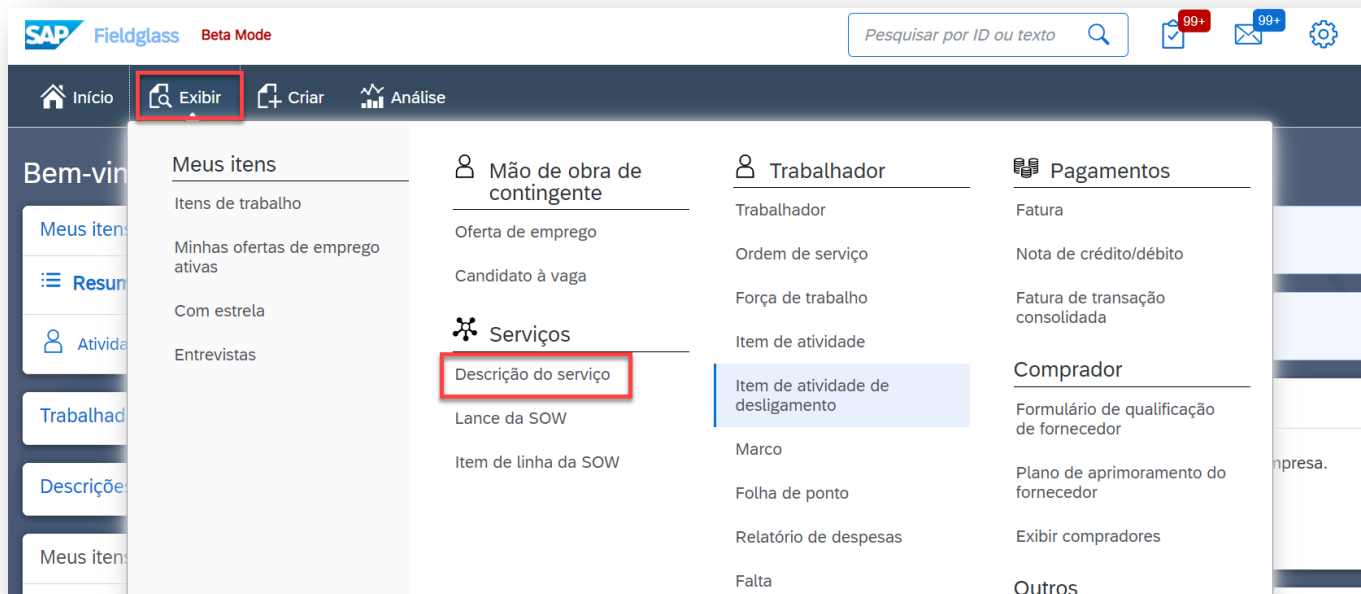 SAP Fieldglass Beta Mode
Pesquisar por ID ou texto
99+
99+
Início
Exibir
Criar
Análise
Bem-vin
Meus iten
Resum
Ativida
Trabalhad
Descriçõe
Meus iten
Meus itens
Itens de trabalho
Minhas ofertas de emprego
ativas
Com estrela
Entrevistas
Mão de obra de
contingente
Oferta de emprego
Candidato à vaga
Serviços
Descrição do serviço
Lance da SOW
Item de linha da SOW
Trabalhador
Trabalhador
Ordem de serviço
Força de trabalho
Item de atividade
Item de atividade de
desligamento
Marco
Folha de ponto
Relatório de despesas
Falta
Pagamentos
Fatura
Nota de crédito/débito
Fatura de transação
consolidada
Comprador
Formulário de qualificação
de fornecedor
Plano de aprimoramento do
fornecedor
Exibir compradores
Outros
npresa.